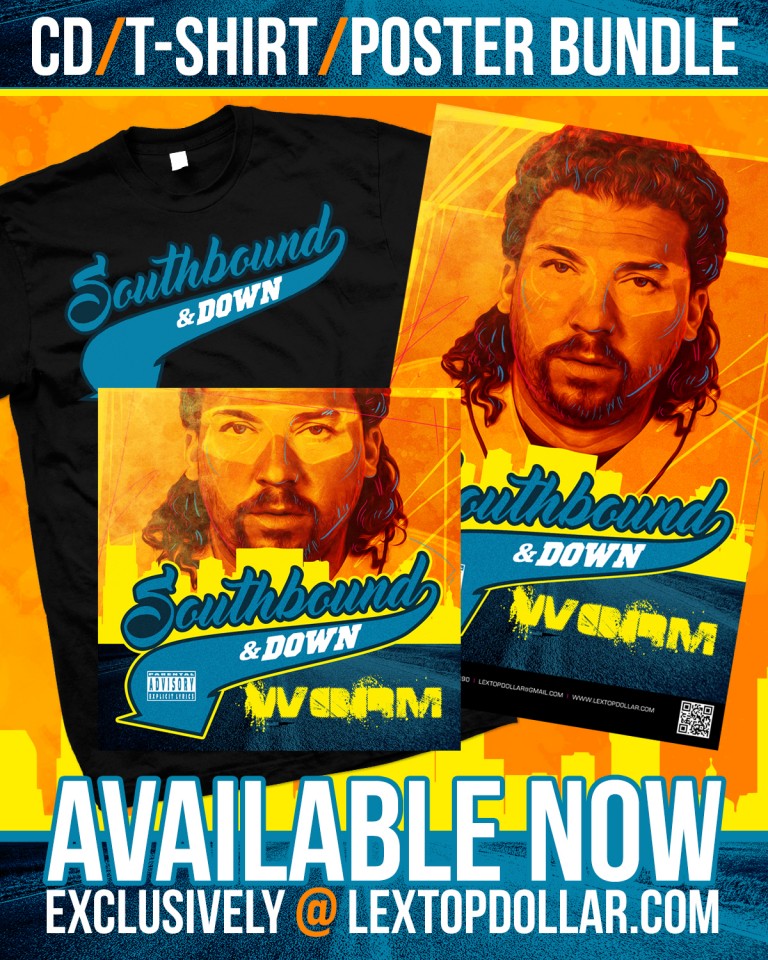 CD/T-SHIRT/POSTER BUNDLE
Southbound
& DOWN
Southbound
& DOWN
PARENTAL
ADVISORY
EXPLICIT LYRICS
WORM
outhbound
& DOWN
WORM
90 | LEXTOPDOLLAR@GMAIL.COM | WWW.LEXTOPDOLLAR.COM
AVAILABLE NOW
EXCLUSIVELY @ LEXTOPDOLLAR.COM